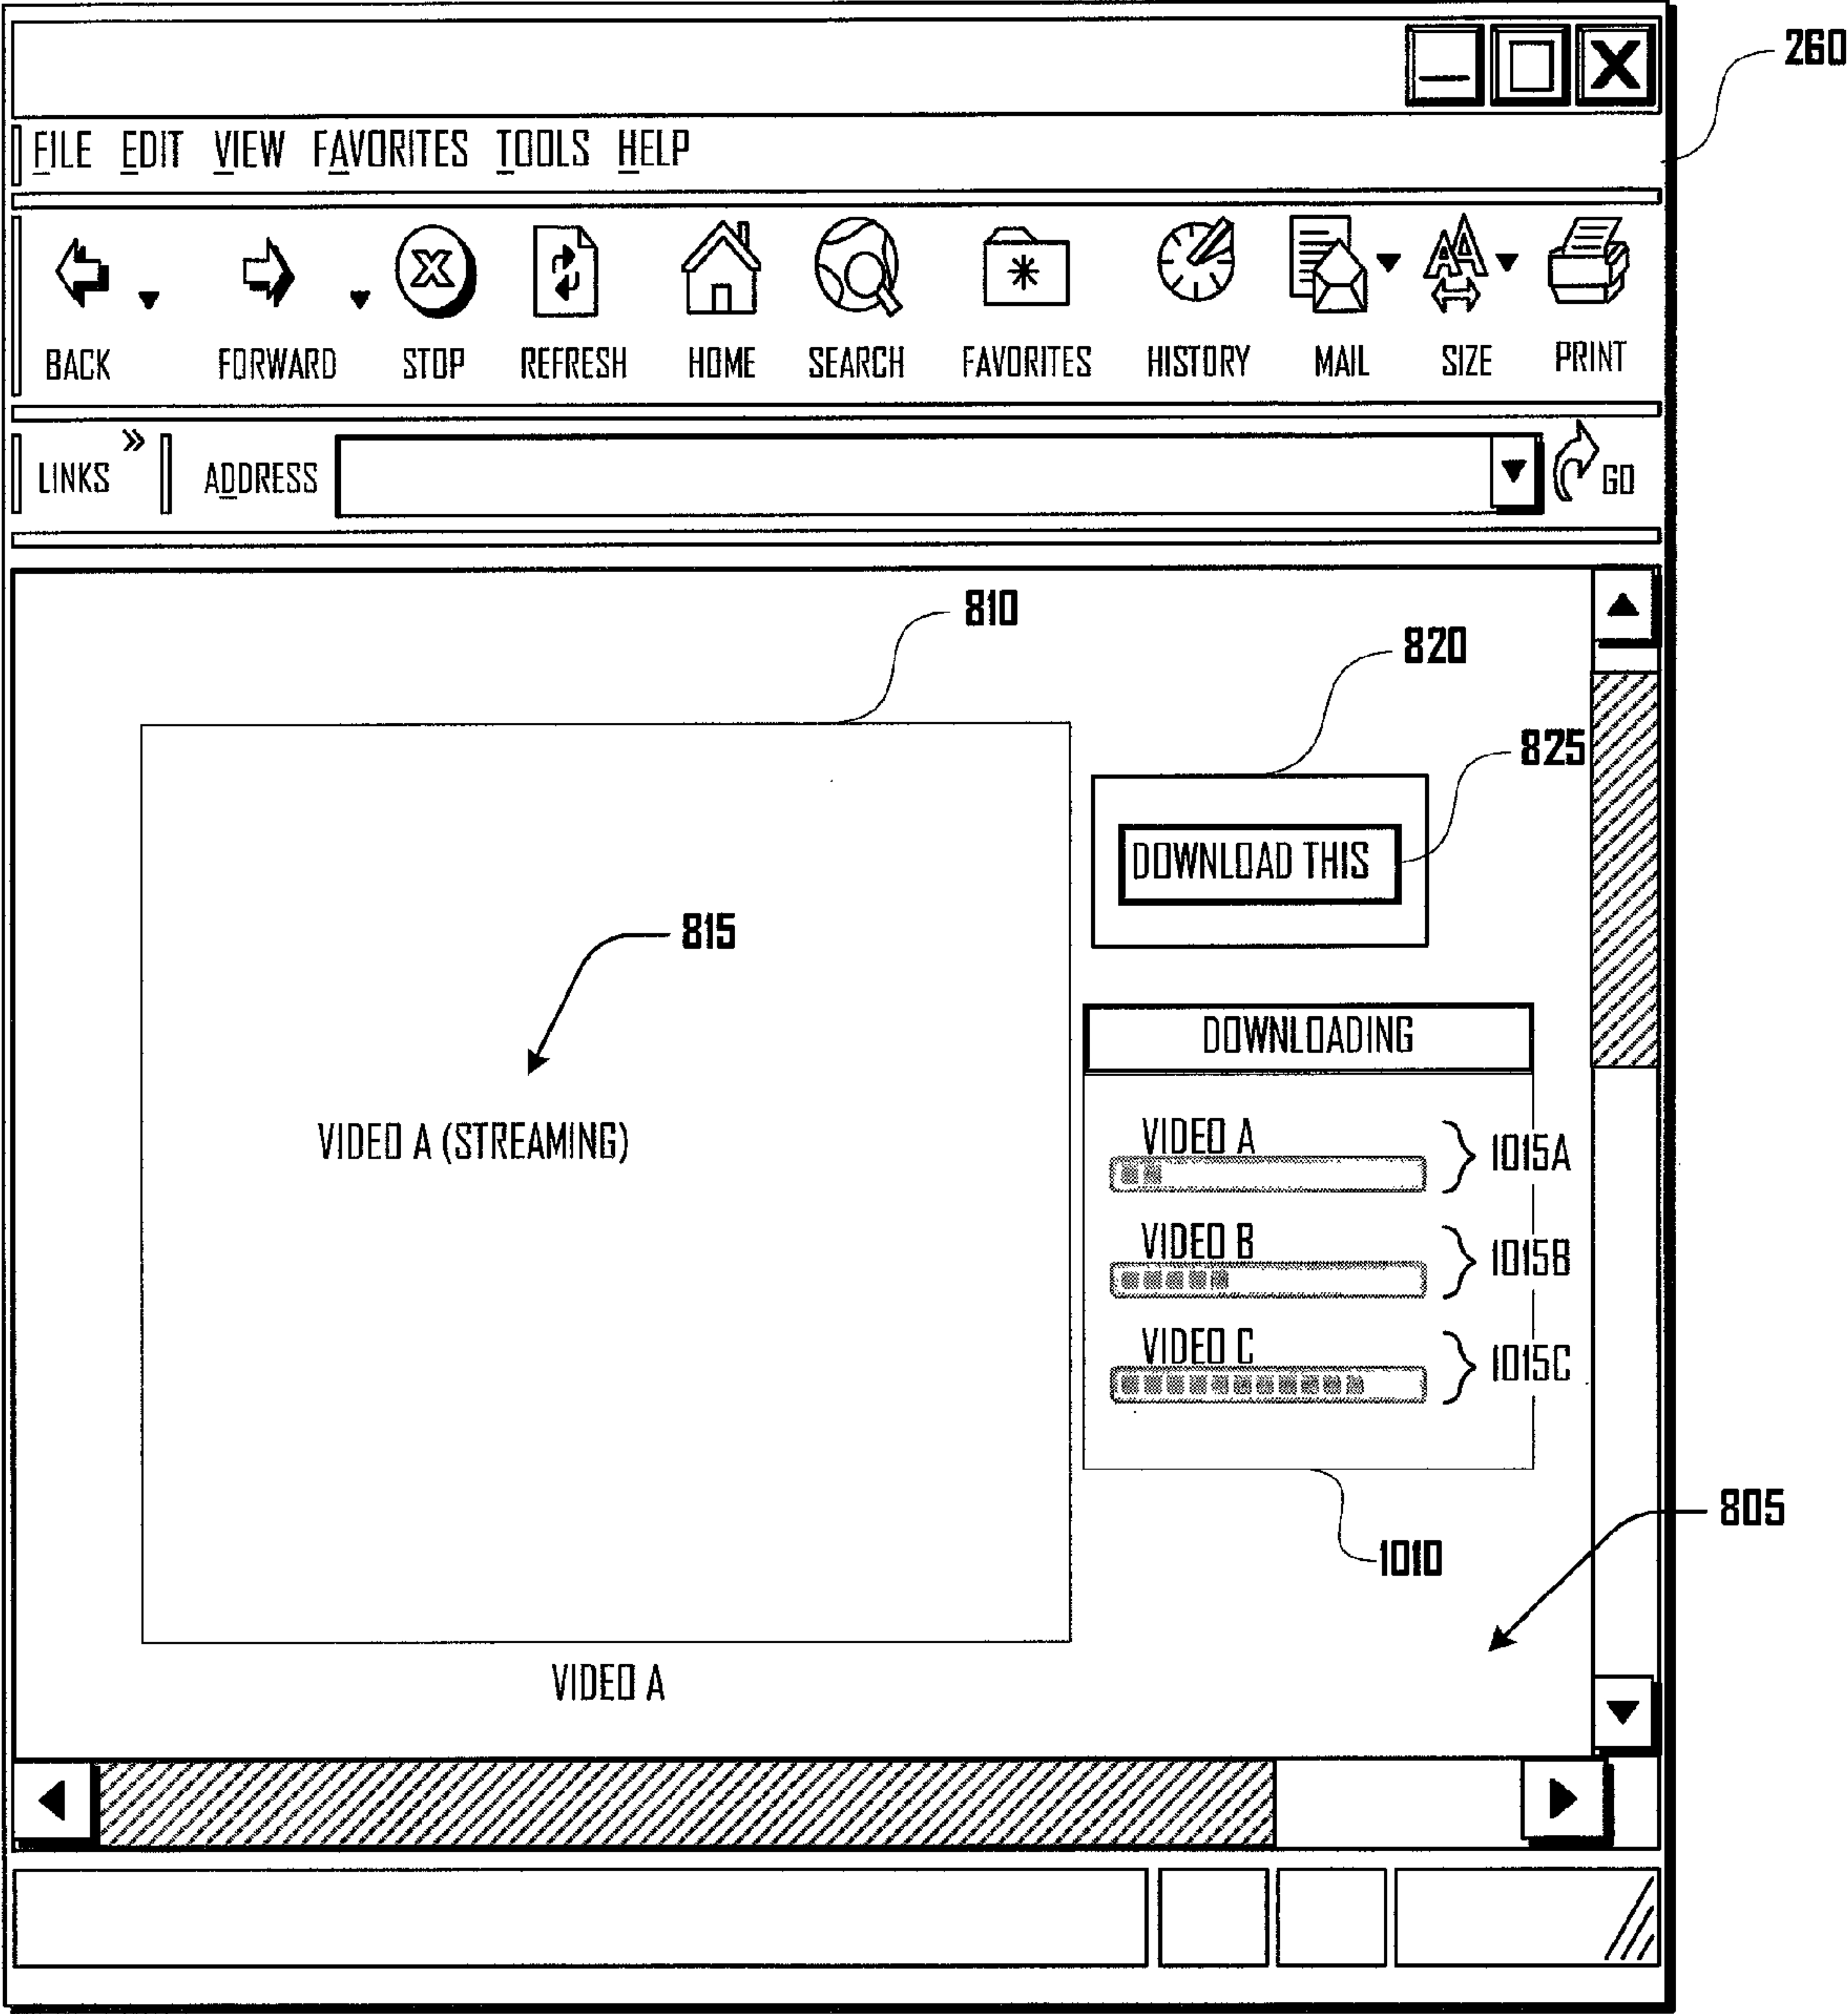 260
FILE EDIT VIEW FAVORITES TOOLS HELP
BACK FORWARD STOP REFRESH HOME SEARCH FAVORITES HISTORY MAIL SIZE PRINT
LINKS » ADDRESS GO
810
820
825
DOWNLOAD THIS
815
DOWNLOADING
VIDEO A (STREAMING)
VIDEO A 1015A
VIDEO B 1015B
VIDEO C 1015C
805
1010
VIDEO A